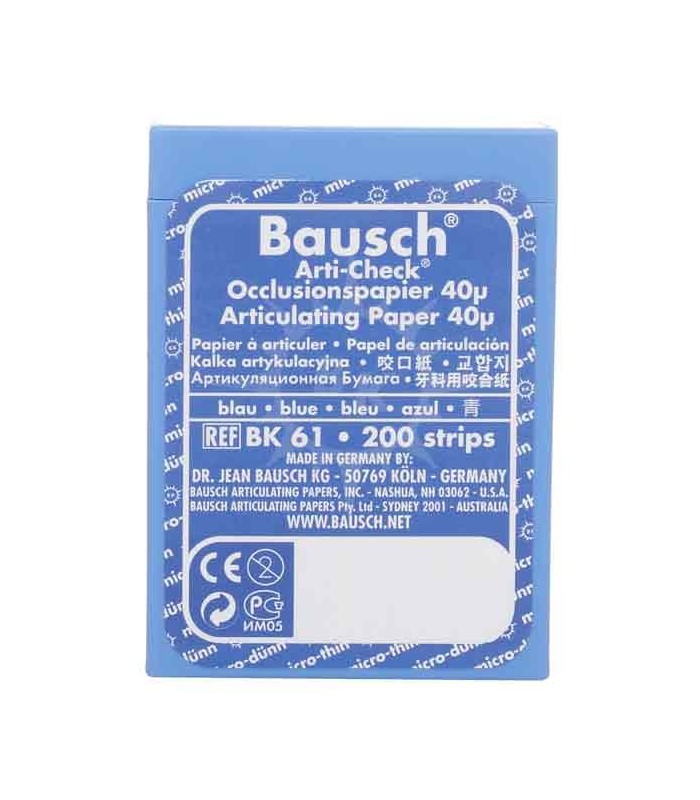 Bausch®
Arti-Check®
Occlusionspapier 40µ
Articulating Paper 40µ
Papier à articuler • Papel de articulación
Kalka artykulacyjna • 咬口紙 • 교합지
Артикуляционная Бумага • 牙科用咬合紙
blau • blue • bleu • azul • 青
REF BK 61 • 200 strips
MADE IN GERMANY BY:
DR. JEAN BAUSCH KG - 50769 KÖLN - GERMANY
BAUSCH ARTICULATING PAPERS, INC. - NASHUA, NH 03062 - U.S.A.
BAUSCH ARTICULATING PAPERS Pty. Ltd - SYDNEY 2001 - AUSTRALIA
WWW.BAUSCH.NET
CE 2
РС
ИМ05
micro-thin
micro-dünn